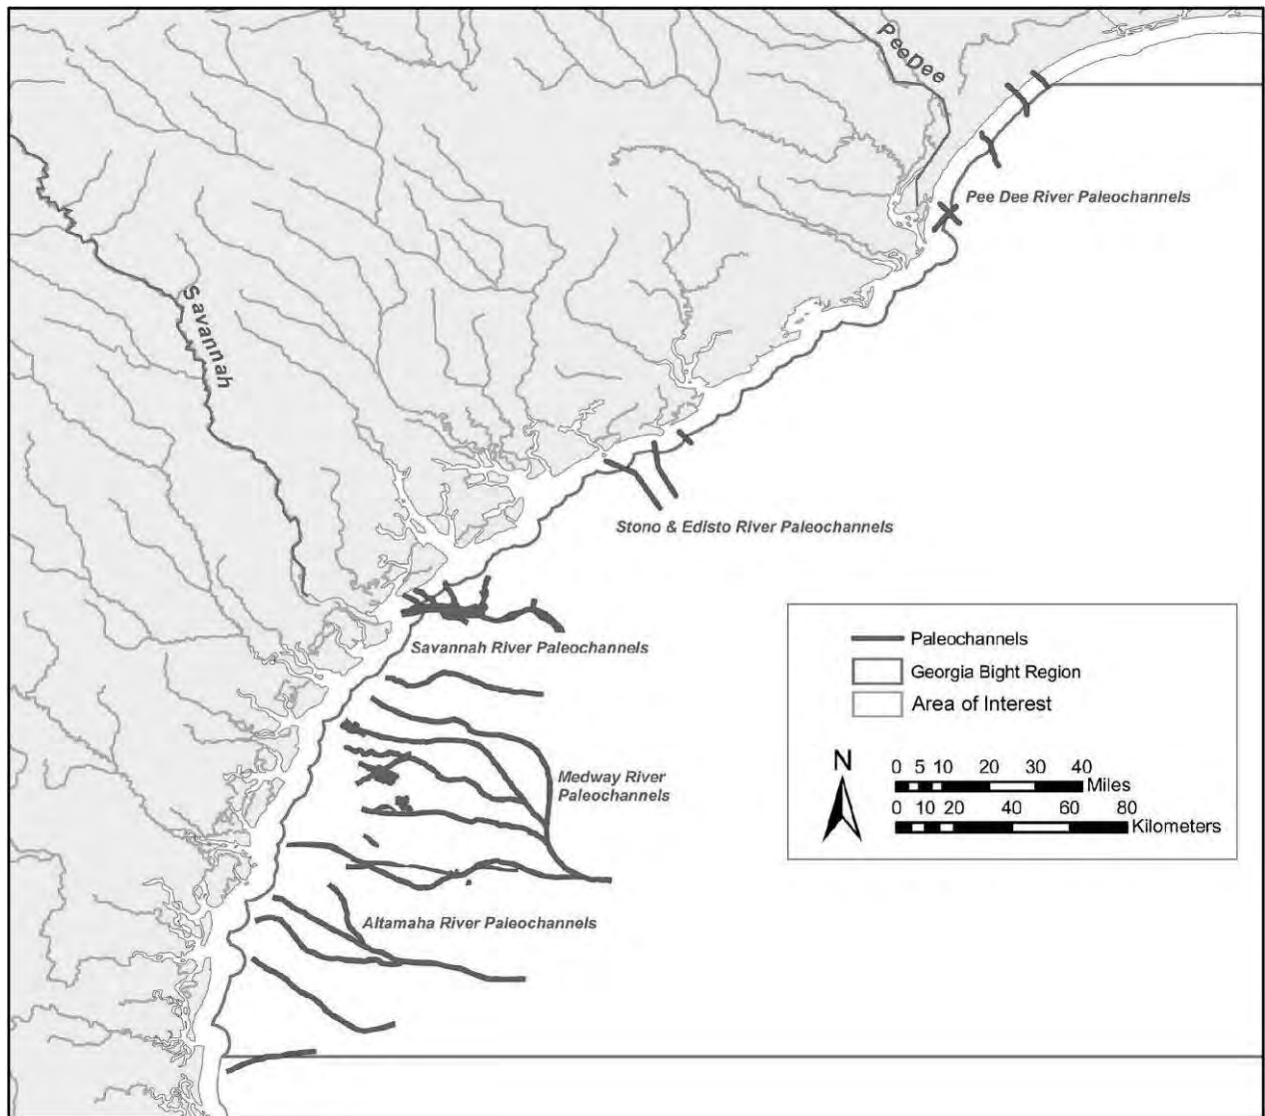 PeeDee
Pee Dee River Paleochannels
Savannah
Stono & Edisto River Paleochannels
Savannah River Paleochannels
Paleochannels
Georgia Bight Region
Area of Interest
N
0 5 10 20 30 40
Miles
0 10 20 40 60 80
Kilometers
Medway River
Paleochannels
Altamaha River Paleochannels